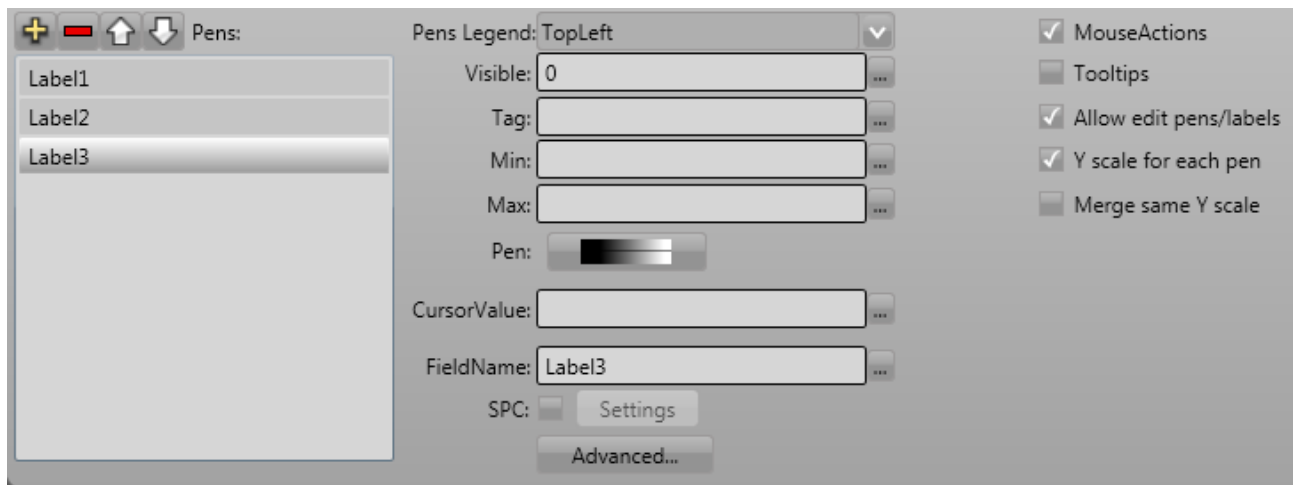 Pens:
Label1
Label2
Label3
Pens Legend: TopLeft
Visible: 0 ...
Tag: ...
Min: ...
Max: ...
Pen:
CursorValue: ...
FieldName: Label3 ...
SPC: Settings
Advanced...
MouseActions
Tooltips
Allow edit pens/labels
Y scale for each pen
Merge same Y scale